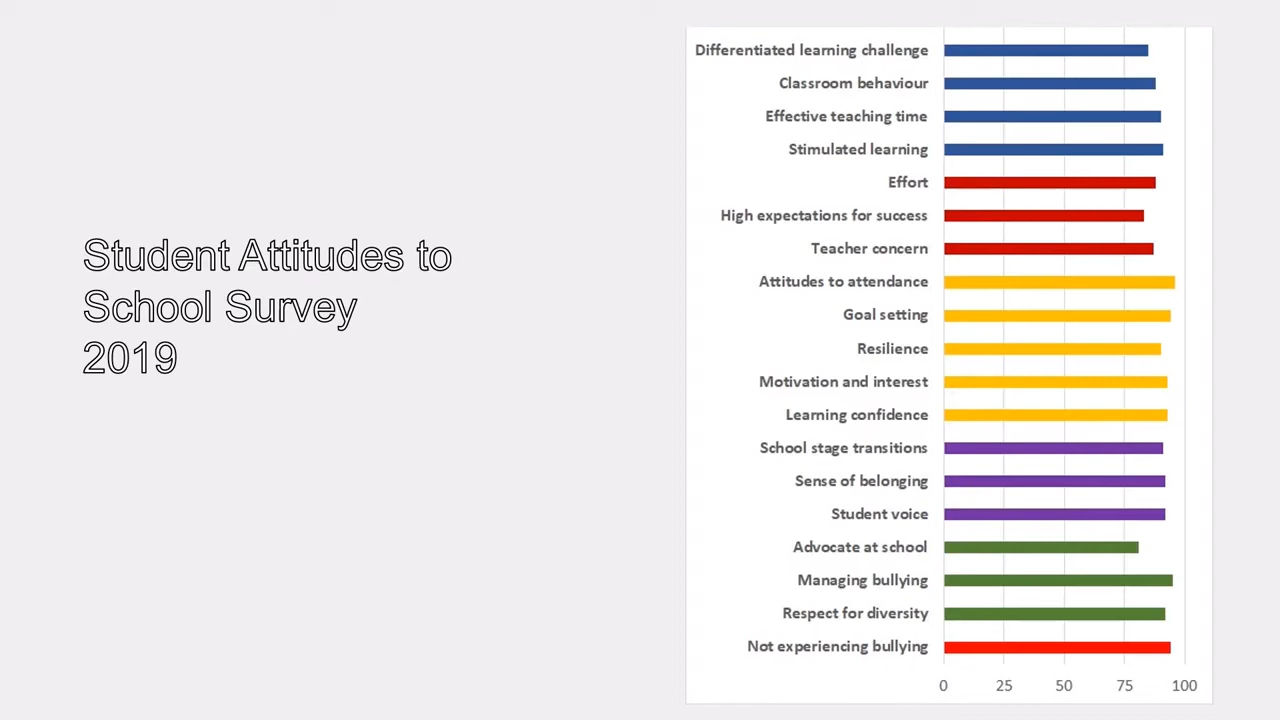 Student Attitudes to
School Survey
2019
Differentiated learning challenge
Classroom behaviour
Effective teaching time
Stimulated learning
Effort
High expectations for success
Teacher concern
Attitudes to attendance
Goal setting
Resilience
Motivation and interest
Learning confidence
School stage transitions
Sense of belonging
Student voice
Advocate at school
Managing bullying
Respect for diversity
Not experiencing bullying
0 25 50 75 100